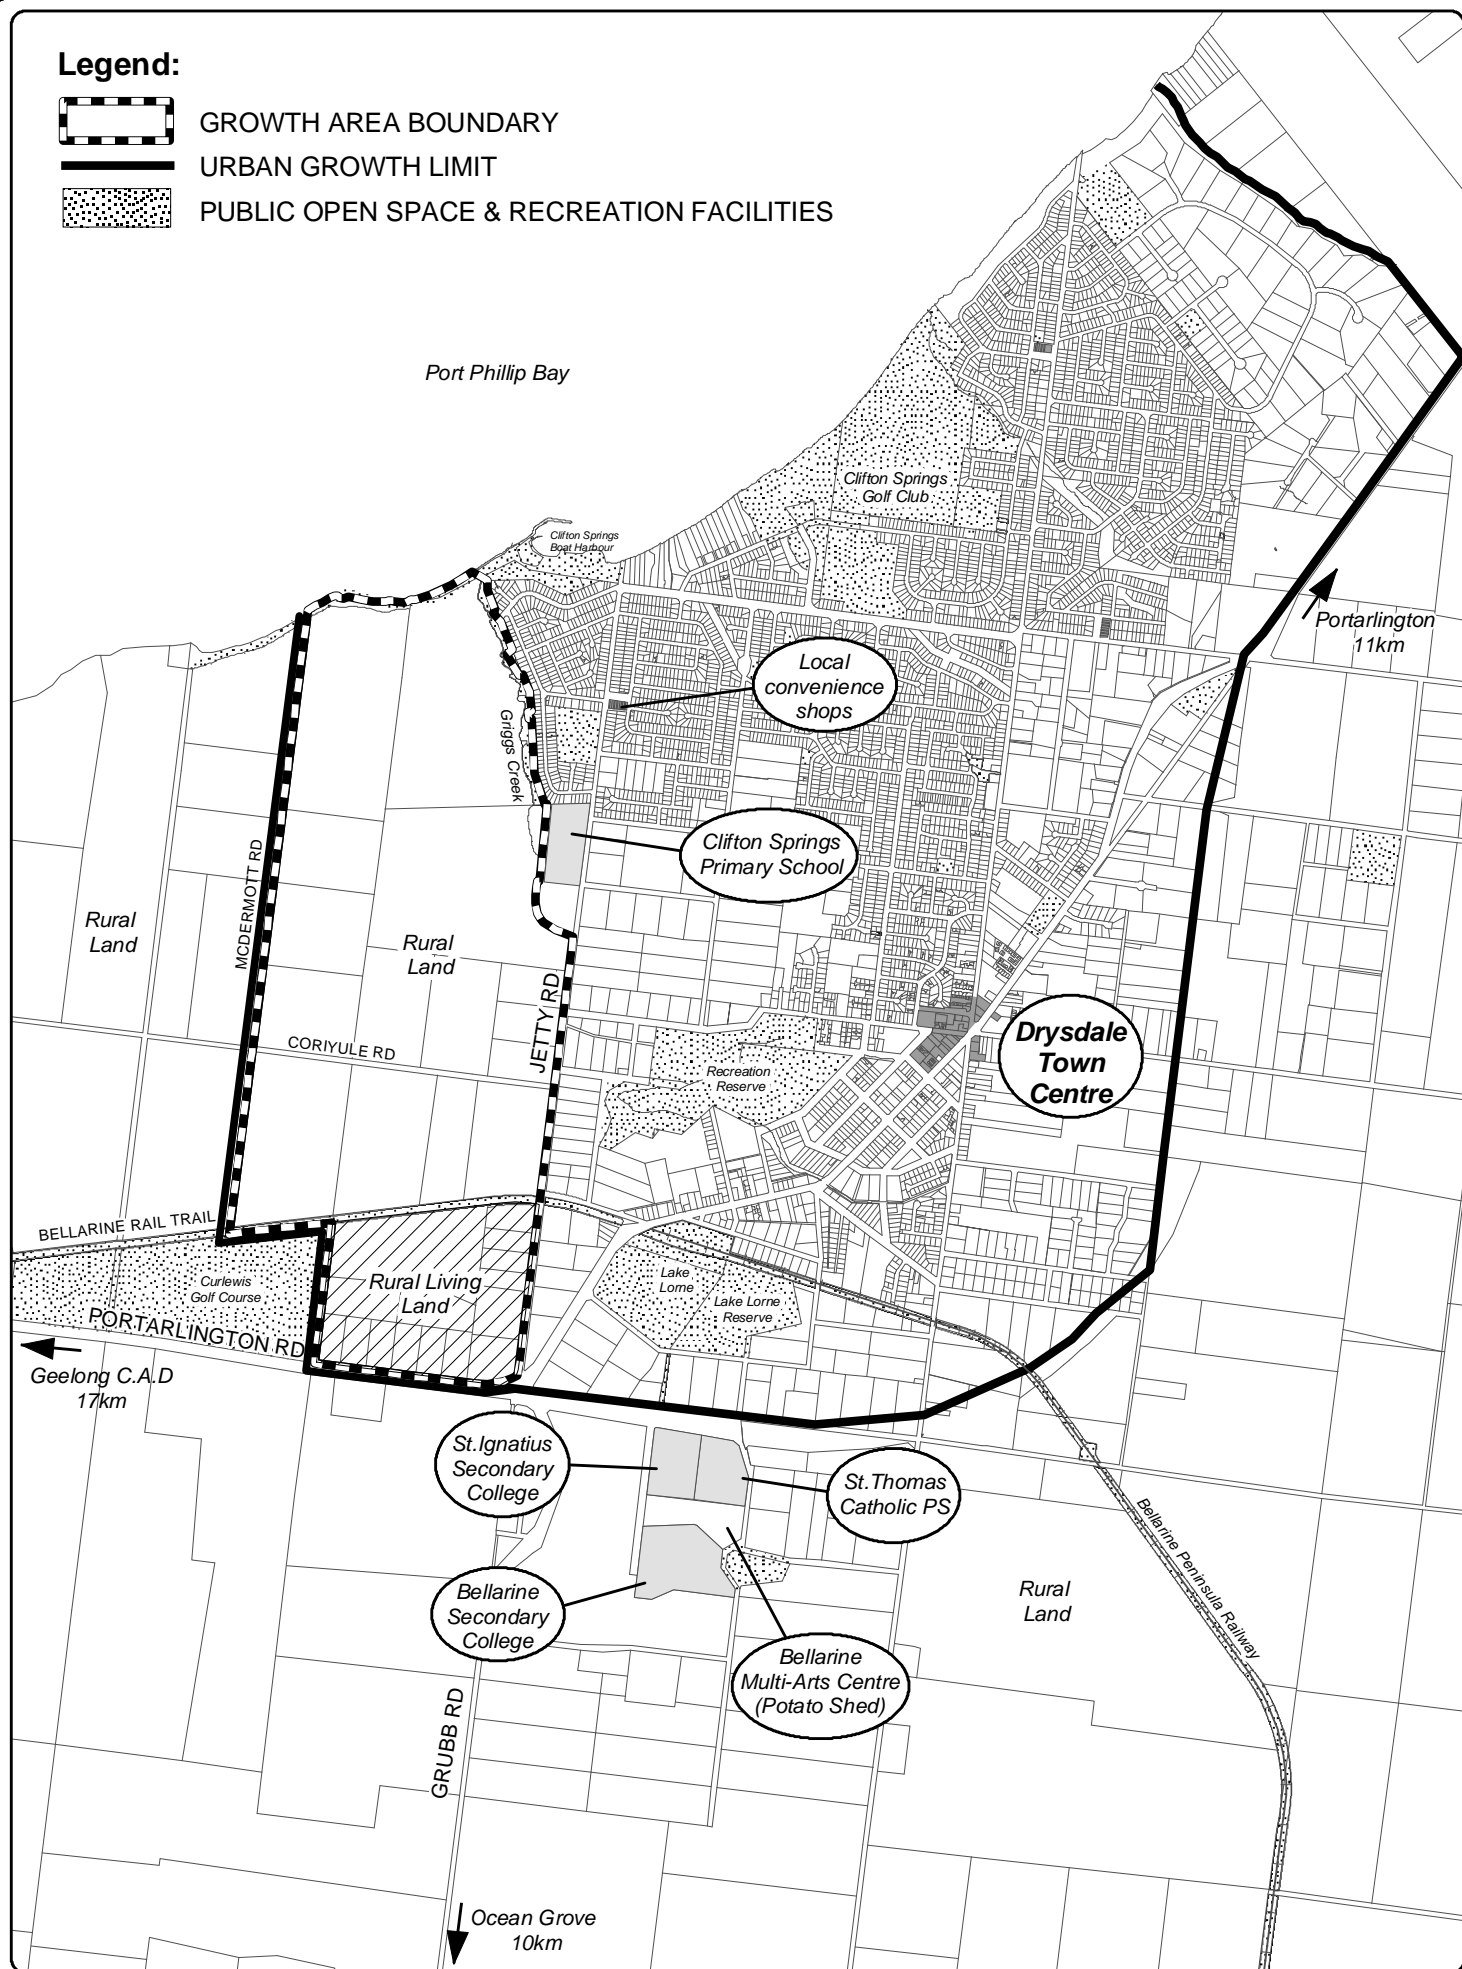 Legend:
GROWTH AREA BOUNDARY
URBAN GROWTH LIMIT
PUBLIC OPEN SPACE & RECREATION FACILITIES
Port Phillip Bay
Clifton Springs
Golf Club
Clifton Springs
Boat Harbour
Portarlington
11km
Local
convenience
shops
Griggs Creek
Clifton Springs
Primary School
MCDERMOTT RD
Rural
Land
Rural
Land
JETTY RD
CORIYULE RD
Drysdale
Town
Centre
Recreation
Reserve
BELLARINE RAIL TRAIL
Curlewis
Golf Course
Rural Living
Land
Lake
Lorne
Lake Lorne
Reserve
PORTARLINGTON RD
Geelong C.A.D
17km
St.Ignatius
Secondary
College
St.Thomas
Catholic PS
Bellarine
Secondary
College
Bellarine
Multi-Arts Centre
(Potato Shed)
Rural
Land
Bellarine Peninsula Railway
GRUBB RD
Ocean Grove
10km